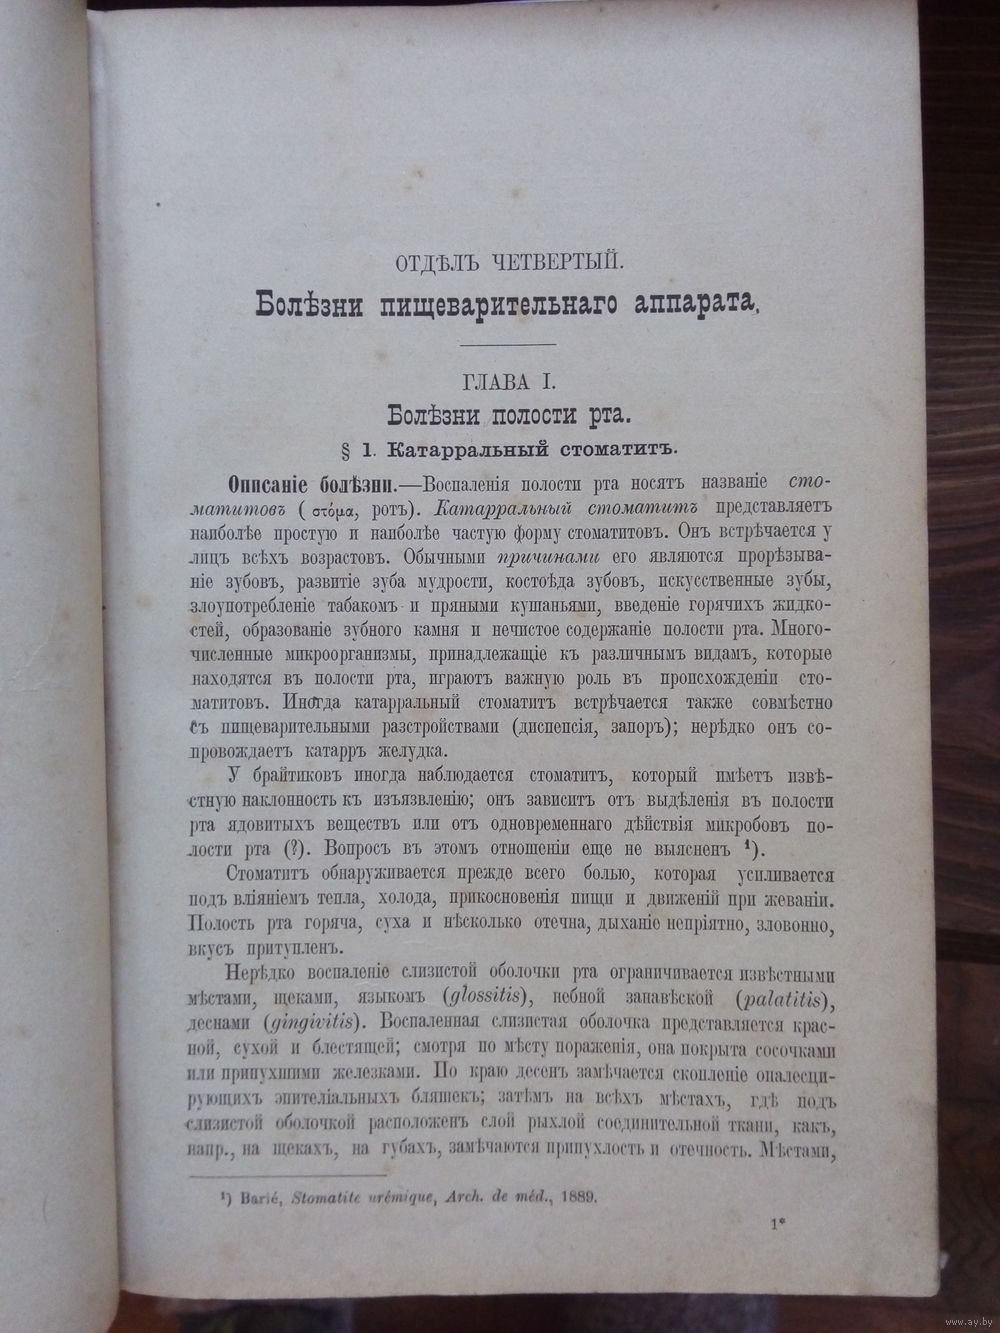 ОТДѢЛЪ ЧЕТВЕРТЫЙ.
Болѣзни пищеварительнаго аппарата.
ГЛАВА I.
Болѣзни полости рта.
§ 1. Катарральный стоматитъ.
Описаніе болѣзни.—Воспаленія полости рта носятъ названіе сто-
матитовъ (στόμα, ротъ). Катарральный стоматитъ представляетъ
наиболѣе простую и наиболѣе частую форму стоматитовъ. Онъ встрѣчается у
лицъ всѣхъ возрастовъ. Обычными причинами его являются прорѣзыва-
ніе зубовъ, развитіе зуба мудрости, костоѣда зубовъ, искусственные зубы,
злоупотребленіе табакомъ и пряными кушаньями, введеніе горячихъ жидко-
стей, образованіе зубного камня и нечистое содержаніе полости рта. Много-
численные микроорганизмы, принадлежащіе къ различнымъ видамъ, которые
находятся въ полости рта, играютъ важную роль въ происхожденіи сто-
матитовъ. Иногда катарральный стоматитъ встрѣчается также совмѣстно
съ пищеварительными разстройствами (диспепсія, запоръ); нерѣдко онъ со-
провождаетъ катарръ желудка.
У брайтиковъ иногда наблюдается стоматитъ, который имѣетъ извѣ-
стную наклонность къ изъязвленію; онъ зависитъ отъ выдѣленія въ полости
рта ядовитыхъ веществъ или отъ одновременнаго дѣйствія микробовъ по-
лости рта (?). Вопросъ въ этомъ отношеніи еще не выясненъ ¹).
Стоматитъ обнаруживается прежде всего болью, которая усиливается
подъ вліяніемъ тепла, холода, прикосновенія пищи и движеній при жеваніи.
Полость рта горяча, суха и нѣсколько отечна, дыханіе непріятно, зловонно,
вкусъ притупленъ.
Нерѣдко воспаленіе слизистой оболочки рта ограничивается извѣстными
мѣстами, щеками, языкомъ (glossitis), небной занавѣской (palatitis),
деснами (gingivitis). Воспаленная слизистая оболочка представляется крас-
ной, сухой и блестящей; смотря по мѣсту пораженія, она покрыта сосочками
или припухшими железками. По краю десенъ замѣчается скопленіе опалесци-
рующихъ эпителіальныхъ бляшекъ; затѣмъ на всѣхъ мѣстахъ, гдѣ подъ
слизистой оболочкой расположенъ слой рыхлой соединительной ткани, какъ,
напр., на щекахъ, на губахъ, замѣчаются припухлость и отечность. Мѣстами,
¹) Barié, Stomatite urémique, Arch. de méd., 1889.
1*
www.ay.by